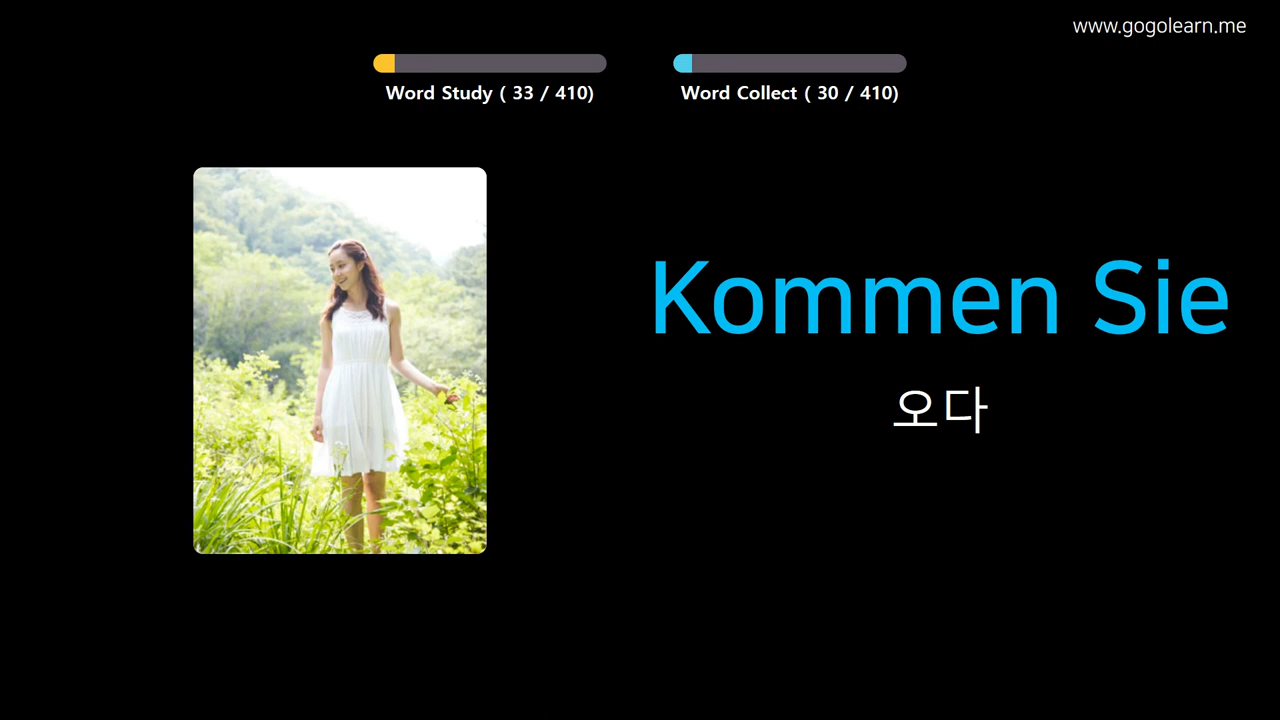 www.gogolearn.me
Word Study ( 33 / 410)
Word Collect ( 30 / 410)
Kommen Sie
오다